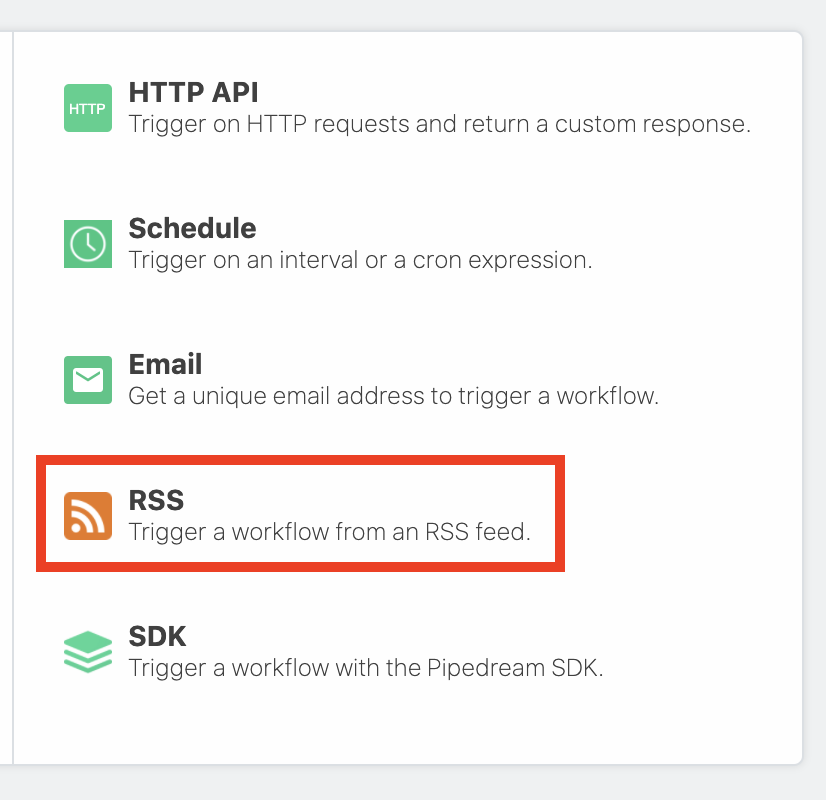 HTTP API
HTTP
Trigger on HTTP requests and return a custom response.
Schedule
Trigger on an interval or a cron expression.
Email
Get a unique email address to trigger a workflow.
RSS
Trigger a workflow from an RSS feed.
SDK
Trigger a workflow with the Pipedream SDK.